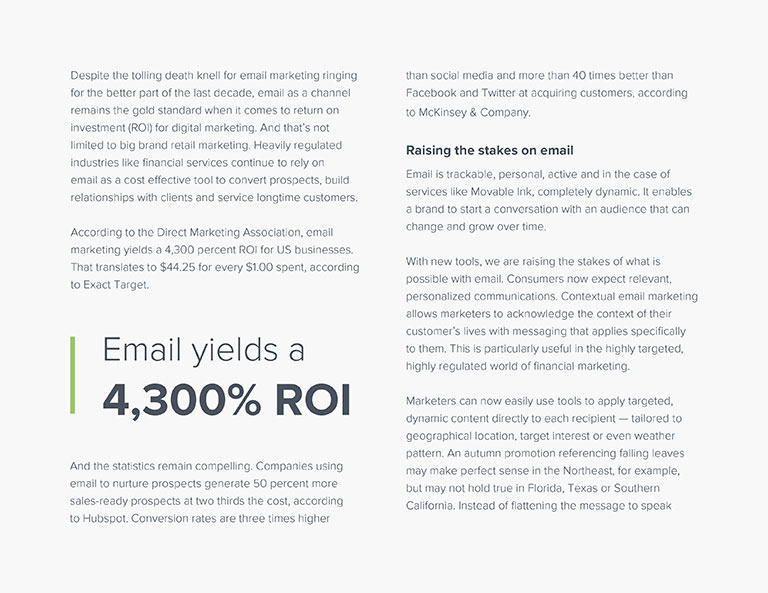 Despite the tolling death knell for email marketing ringing
for the better part of the last decade, email as a channel
remains the gold standard when it comes to return on
investment (ROI) for digital marketing. And that's not
limited to big brand retail marketing. Heavily regulated
industries like financial services continue to rely on
email as a cost effective tool to convert prospects, build
relationships with clients and service longtime customers.
According to the Direct Marketing Association, email
marketing yields a 4,300 percent ROI for US businesses.
That translates to $44.25 for every $1.00 spent, according
to Exact Target.
Email yields a
4,300% ROI
And the statistics remain compelling. Companies using
email to nurture prospects generate 50 percent more
sales-ready prospects at two thirds the cost, according
to Hubspot. Conversion rates are three times higher
than social media and more than 40 times better than
Facebook and Twitter at acquiring customers, according
to McKinsey & Company.
Raising the stakes on email
Email is trackable, personal, active and in the case of
services like Movable Ink, completely dynamic. It enables
a brand to start a conversation with an audience that can
change and grow over time.
With new tools, we are raising the stakes of what is
possible with email. Consumers now expect relevant,
personalized communications. Contextual email marketing
allows marketers to acknowledge the context of their
customer's lives with messaging that applies specifically
to them. This is particularly useful in the highly targeted,
highly regulated world of financial marketing.
Marketers can now easily use tools to apply targeted,
dynamic content directly to each recipient — tailored to
geographical location, target interest or even weather
pattern. An autumn promotion referencing falling leaves
may make perfect sense in the Northeast, for example,
but may not hold true in Florida, Texas or Southern
California. Instead of flattening the message to speak